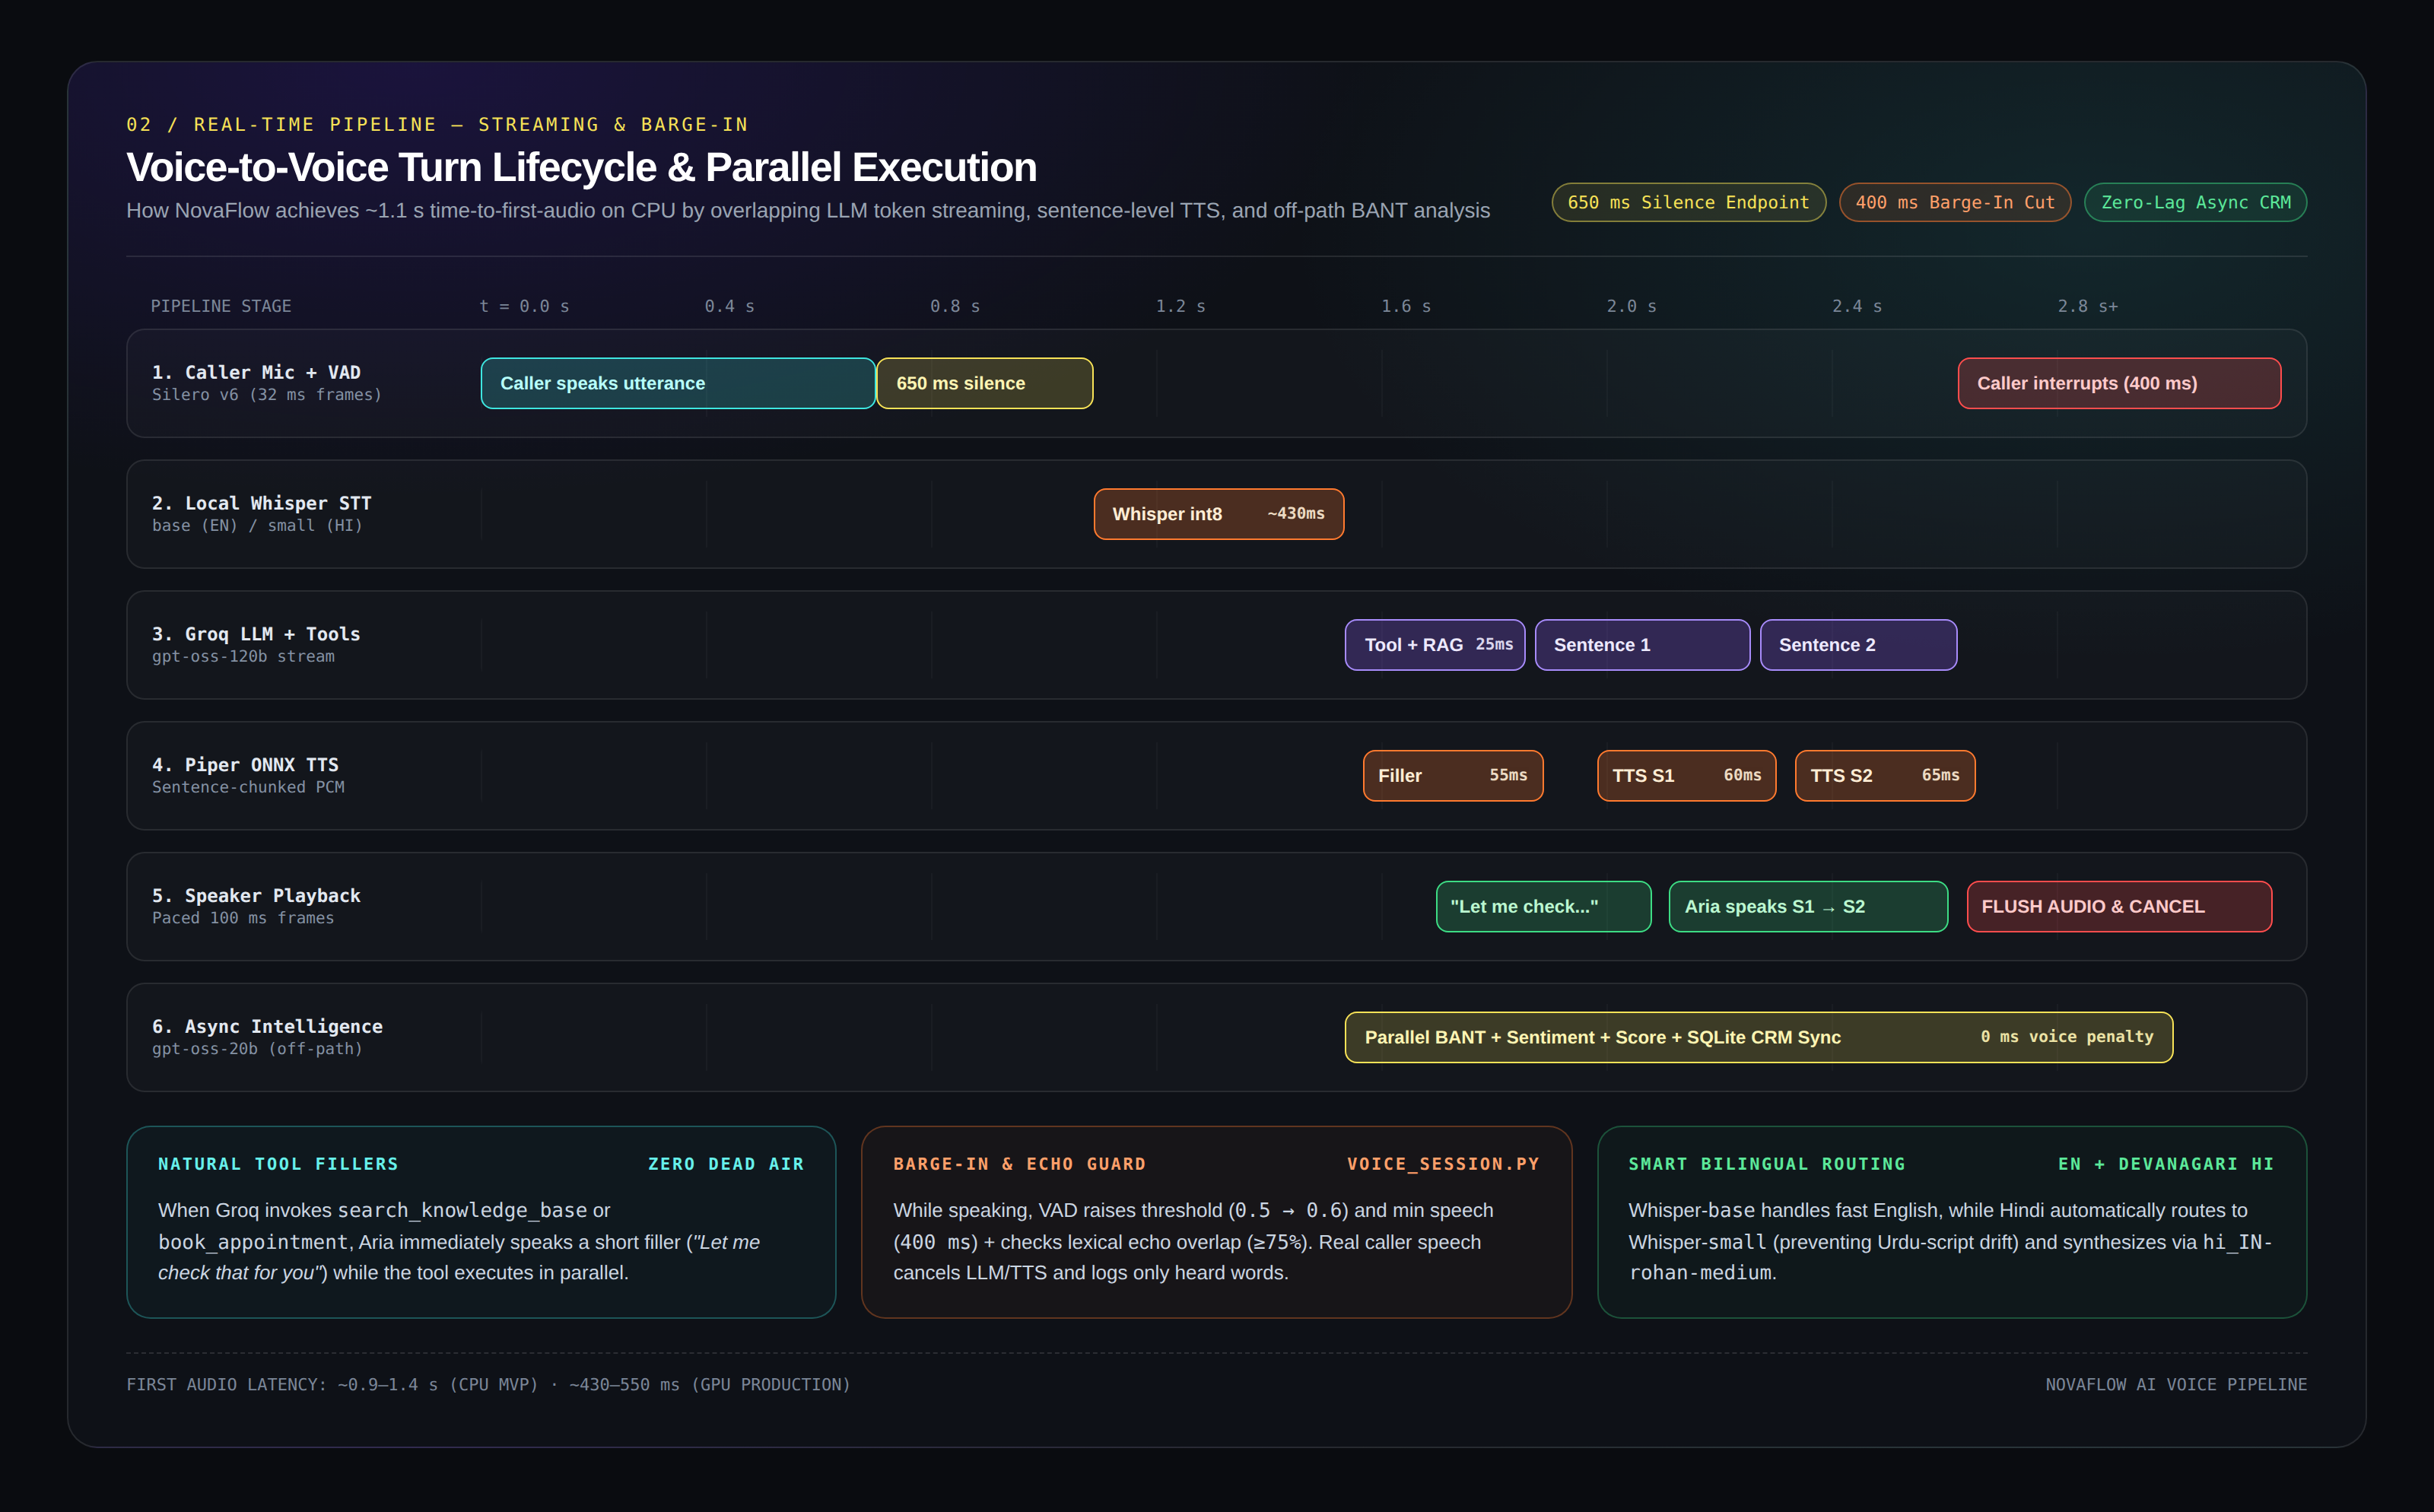 02 / REAL-TIME PIPELINE — STREAMING & BARGE-IN
Voice-to-Voice Turn Lifecycle & Parallel Execution
How NovaFlow achieves ~1.1 s time-to-first-audio on CPU by overlapping LLM token streaming, sentence-level TTS, and off-path BANT analysis
650 ms Silence Endpoint
400 ms Barge-In Cut
Zero-Lag Async CRM
PIPELINE STAGE t = 0.0 s 0.4 s 0.8 s 1.2 s 1.6 s 2.0 s 2.4 s 2.8 s+
1. Caller Mic + VAD
Silero v6 (32 ms frames)
Caller speaks utterance
650 ms silence
Caller interrupts (400 ms)
2. Local Whisper STT
base (EN) / small (HI)
Whisper int8 ~430ms
3. Groq LLM + Tools
gpt-oss-120b stream
Tool + RAG 25ms
Sentence 1
Sentence 2
4. Piper ONNX TTS
Sentence-chunked PCM
Filler 55ms
TTS S1 60ms
TTS S2 65ms
5. Speaker Playback
Paced 100 ms frames
"Let me check..."
Aria speaks S1 → S2
FLUSH AUDIO & CANCEL
6. Async Intelligence
gpt-oss-20b (off-path)
Parallel BANT + Sentiment + Score + SQLite CRM Sync 0 ms voice penalty
NATURAL TOOL FILLERS ZERO DEAD AIR
When Groq invokes search_knowledge_base or
book_appointment, Aria immediately speaks a short filler ("Let me
check that for you") while the tool executes in parallel.
BARGE-IN & ECHO GUARD VOICE_SESSION.PY
While speaking, VAD raises threshold (0.5 → 0.6) and min speech
(400 ms) + checks lexical echo overlap (≥75%). Real caller speech
cancels LLM/TTS and logs only heard words.
SMART BILINGUAL ROUTING EN + DEVANAGARI HI
Whisper-base handles fast English, while Hindi automatically routes to
Whisper-small (preventing Urdu-script drift) and synthesizes via hi_IN-
rohan-medium.
FIRST AUDIO LATENCY: ~0.9–1.4 s (CPU MVP) · ~430–550 ms (GPU PRODUCTION)
NOVAFLOW AI VOICE PIPELINE